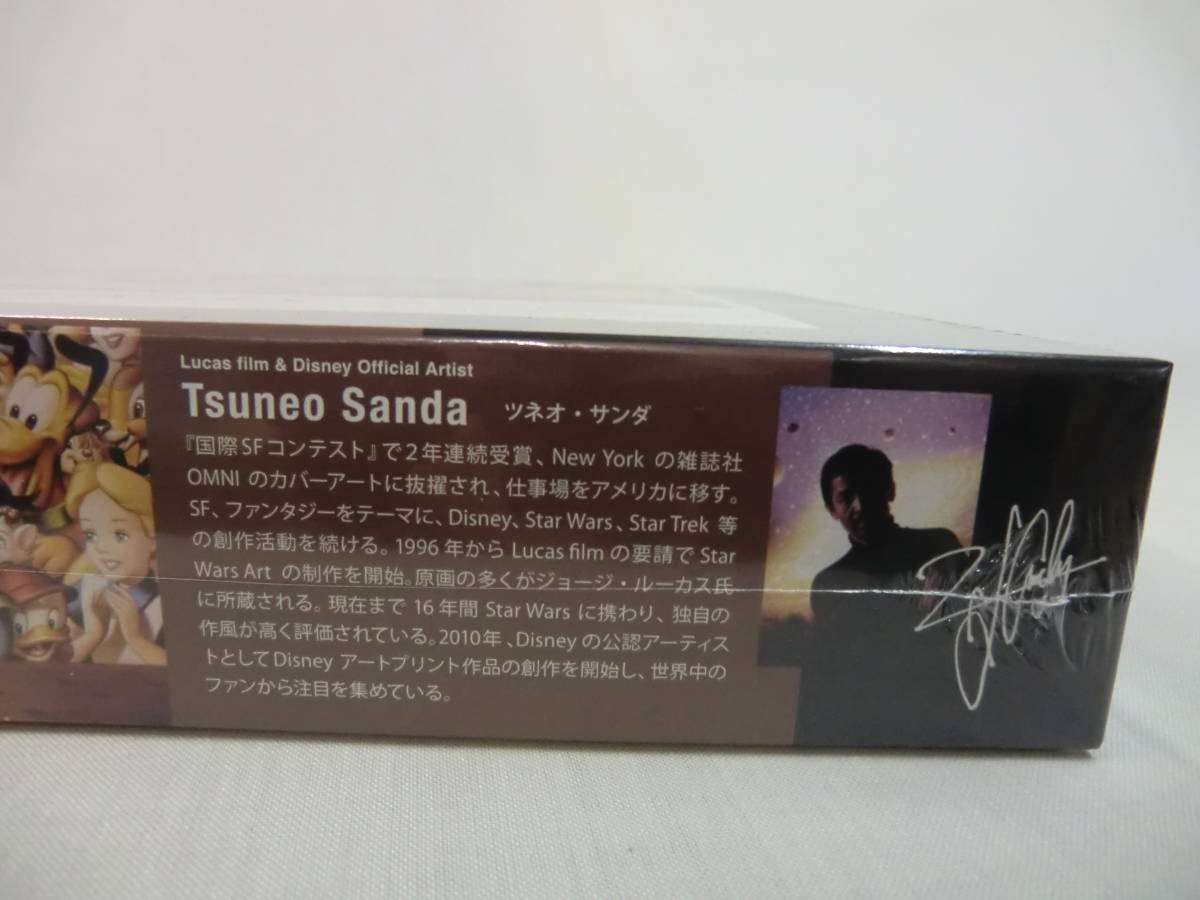 Lucas film & Disney Official Artist
Tsuneo Sanda ツネオ・サンダ
『国際SFコンテスト』で2年連続受賞、New York の雑誌社
OMNI のカバーアートに抜擢され、仕事場をアメリカに移す。
SF、ファンタジーをテーマに、Disney、Star Wars、Star Trek 等
の創作活動を続ける。1996 年から Lucas film の要請で Star
Wars Art の制作を開始。原画の多くがジョージ・ルーカス氏
に所蔵される。現在まで 16 年間 Star Wars に携わり、独自の
作風が高く評価されている。2010年、Disney の公認アーティス
トとしてDisney アートプリント作品の創作を開始し、世界中の
ファンから注目を集めている。